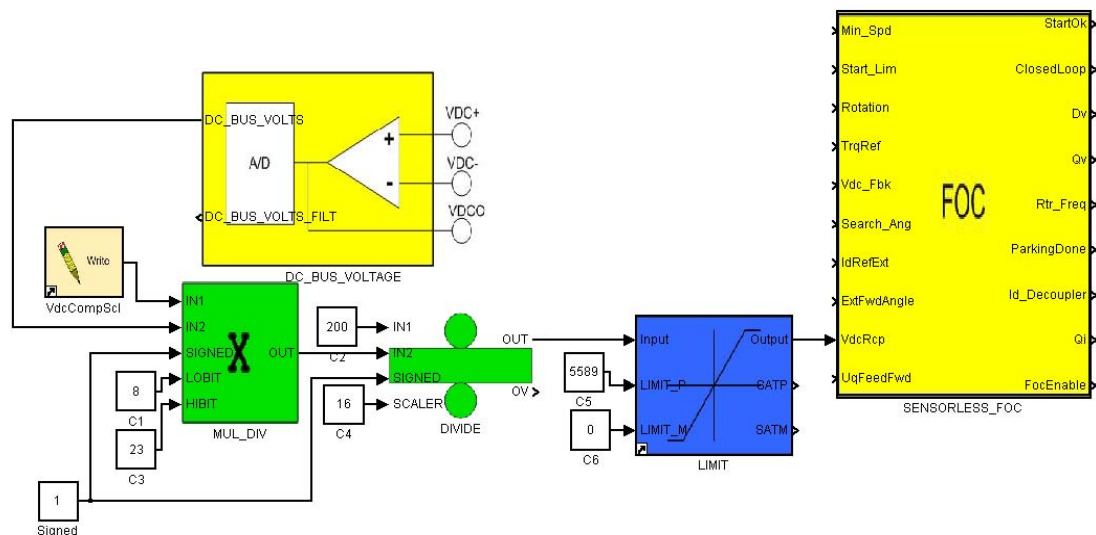 DC_BUS_VOLTS
A/D
+
-
VDC+
VDC-
VDCO
DC_BUS_VOLTS_FILT
DC_BUS_VOLTAGE
Write
VdcCompScl
IN1
IN2
SIGNED
LOBIT
HIBIT
X
OUT
MUL_DIV
8
C1
23
C3
1
Signed
200
C2
16
C4
IN1
IN2
SIGNED
SCALER
OUT
OV
DIVIDE
5589
C5
0
C6
Input
LIMIT_P
LIMIT_M
Output
SATP
SATM
LIMIT
Min_Spd
Start_Lim
Rotation
TrqRef
Vdc_Fbk
Search_Ang
IdRefExt
ExtFwdAngle
VdcRcp
UqFeedFwd
FOC
StartOk
ClosedLoop
Dv
Qv
Rtr_Freq
ParkingDone
Id_Decoupler
Qi
FocEnable
SENSORLESS_FOC